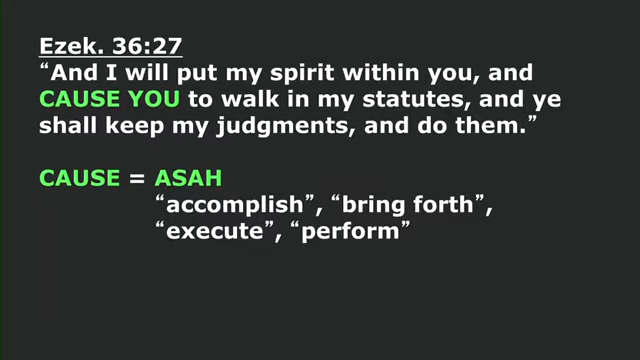 Ezek. 36:27
“And I will put my spirit within you, and
CAUSE YOU to walk in my statutes, and ye
shall keep my judgments, and do them.”
CAUSE = ASAH
“accomplish”, “bring forth”,
“execute”, “perform”